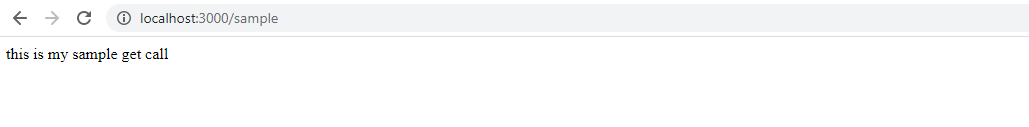 localhost:3000/sample
this is my sample get call